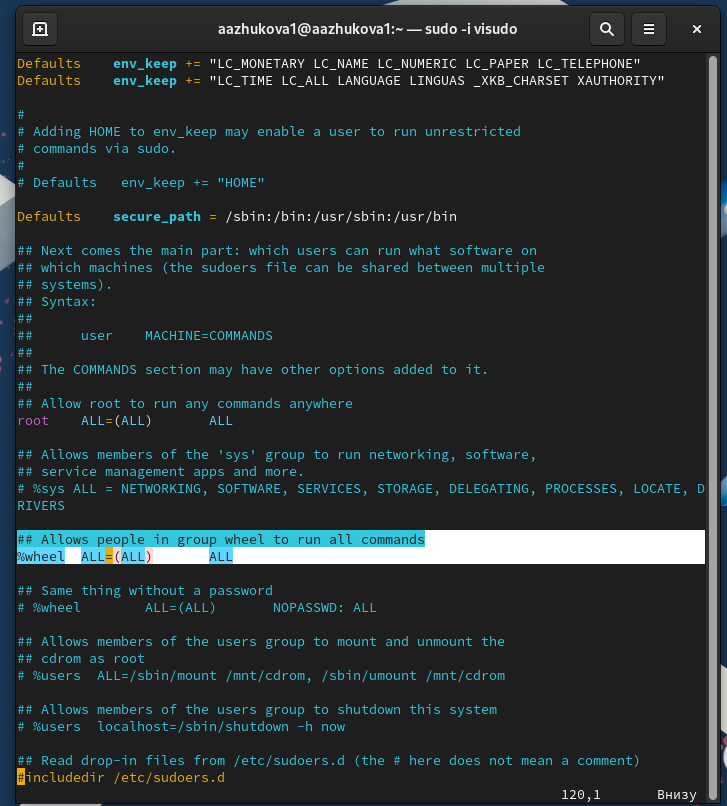 aazhukova1@aazhukova1:~ — sudo -i visudo
Defaults    env_keep += "LC_MONETARY LC_NAME LC_NUMERIC LC_PAPER LC_TELEPHONE"
Defaults    env_keep += "LC_TIME LC_ALL LANGUAGE LINGUAS _XKB_CHARSET XAUTHORITY"
#
# Adding HOME to env_keep may enable a user to run unrestricted
# commands via sudo.
#
# Defaults   env_keep += "HOME"
Defaults    secure_path = /sbin:/bin:/usr/sbin:/usr/bin
## Next comes the main part: which users can run what software on
## which machines (the sudoers file can be shared between multiple
## systems).
## Syntax:
##
##      user    MACHINE=COMMANDS
##
## The COMMANDS section may have other options added to it.
##
## Allow root to run any commands anywhere
root    ALL=(ALL)       ALL
## Allows members of the 'sys' group to run networking, software,
## service management apps and more.
# %sys ALL = NETWORKING, SOFTWARE, SERVICES, STORAGE, DELEGATING, PROCESSES, LOCATE, D
RIVERS
## Allows people in group wheel to run all commands
%wheel  ALL=(ALL)       ALL
## Same thing without a password
# %wheel        ALL=(ALL)       NOPASSWD: ALL
## Allows members of the users group to mount and unmount the
## cdrom as root
# %users  ALL=/sbin/mount /mnt/cdrom, /sbin/umount /mnt/cdrom
## Allows members of the users group to shutdown this system
# %users  localhost=/sbin/shutdown -h now
## Read drop-in files from /etc/sudoers.d (the # here does not mean a comment)
#includedir /etc/sudoers.d
120,1       Внизу